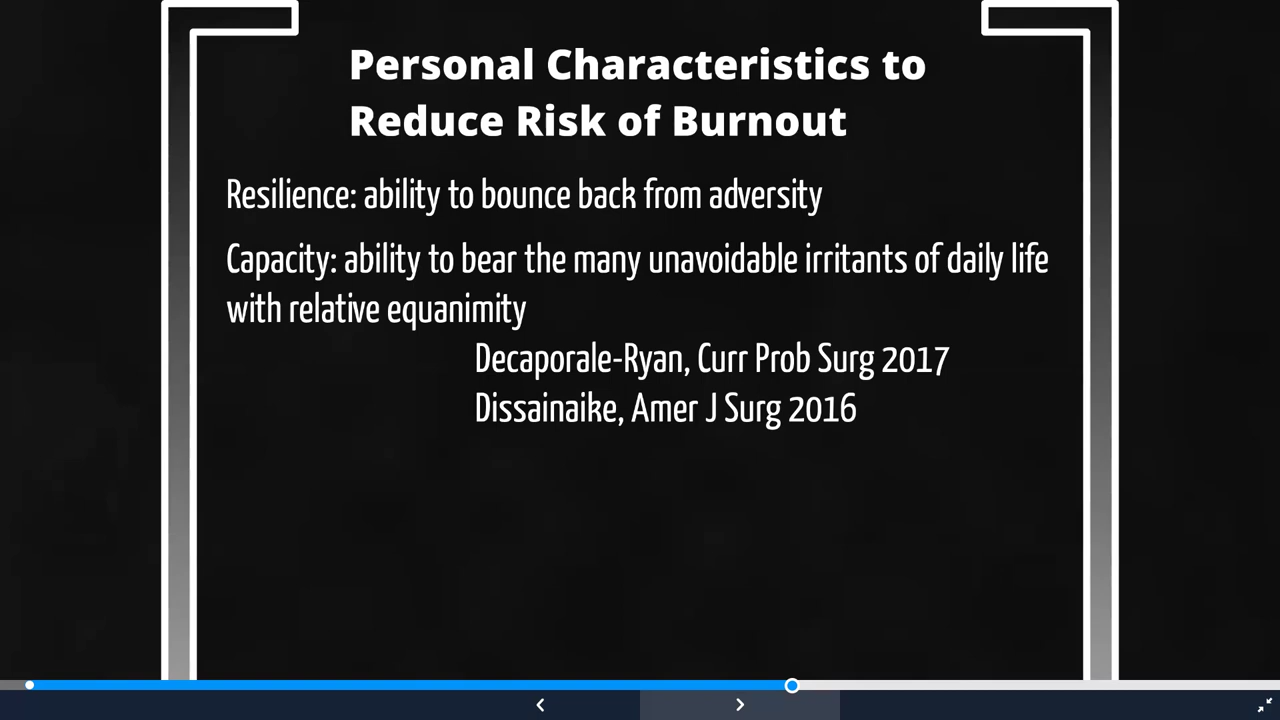 Personal Characteristics to
Reduce Risk of Burnout
Resilience: ability to bounce back from adversity
Capacity: ability to bear the many unavoidable irritants of daily life
with relative equanimity
Decaporale-Ryan, Curr Prob Surg 2017
Dissainaike, Amer J Surg 2016